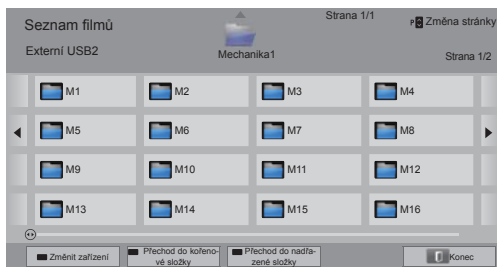 Seznam filmů
Strana 1/1
P Změna stránky
Externí USB2
Mechanika1
Strana 1/2
M1 M2 M3 M4
M5 M6 M7 M8
M9 M10 M11 M12
M13 M14 M15 M16
Změnit zařízení
Přechod do kořeno-
vé složky
Přechod do nadřa-
zené složky
Konec